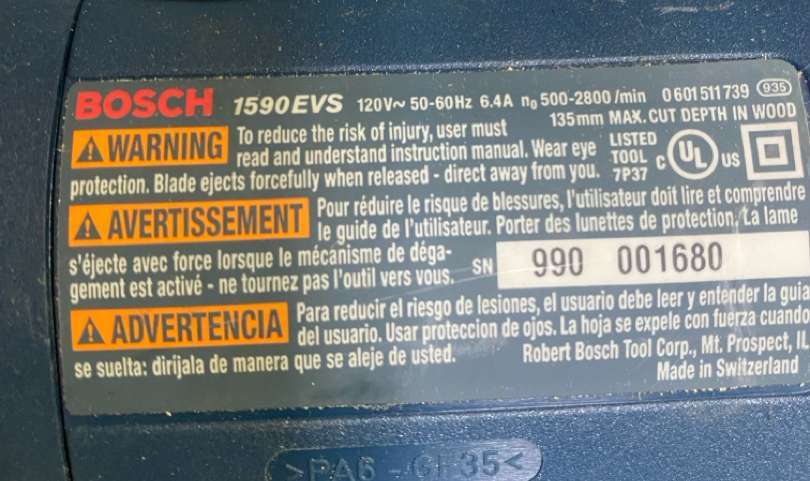 BOSCH 1590EVS 120V~ 50-60Hz 6.4A n₀ 500-2800/min 0 601 511 739 935
135mm MAX. CUT DEPTH IN WOOD
WARNING To reduce the risk of injury, user must
read and understand instruction manual. Wear eye
protection. Blade ejects forcefully when released - direct away from you.
LISTED
TOOL
7P37
C UL US
AVERTISSEMENT Pour réduire le risque de blessures, l'utilisateur doit lire et comprendre
le guide de l'utilisateur. Porter des lunettes de protection. La lame
s'éjecte avec force lorsque le mécanisme de déga-
gement est activé - ne tournez pas l'outil vers vous.
SN 990 001680
ADVERTENCIA Para reducir el riesgo de lesiones, el usuario debe leer y entender la guia
del usuario. Usar proteccion de ojos. La hoja se expele con fuerza cuando
se suelta: dirijala de manera que se aleje de usted.
Robert Bosch Tool Corp., Mt. Prospect, IL
Made in Switzerland
>PA6 - GF35<